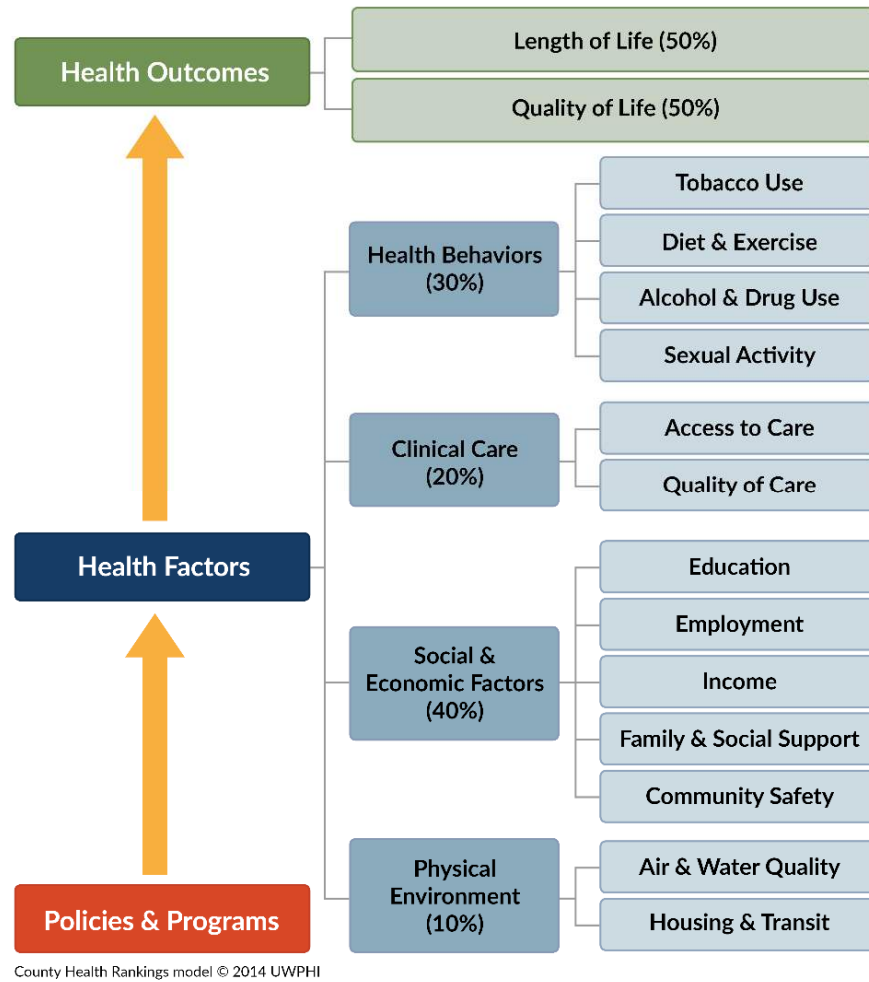 Health Outcomes
Length of Life (50%)
Quality of Life (50%)
Health Behaviors
(30%)
Tobacco Use
Diet & Exercise
Alcohol & Drug Use
Sexual Activity
Clinical Care
(20%)
Access to Care
Quality of Care
Health Factors
Social &
Economic Factors
(40%)
Education
Employment
Income
Family & Social Support
Community Safety
Physical
Environment
(10%)
Air & Water Quality
Housing & Transit
Policies & Programs
County Health Rankings model © 2014 UWPHI